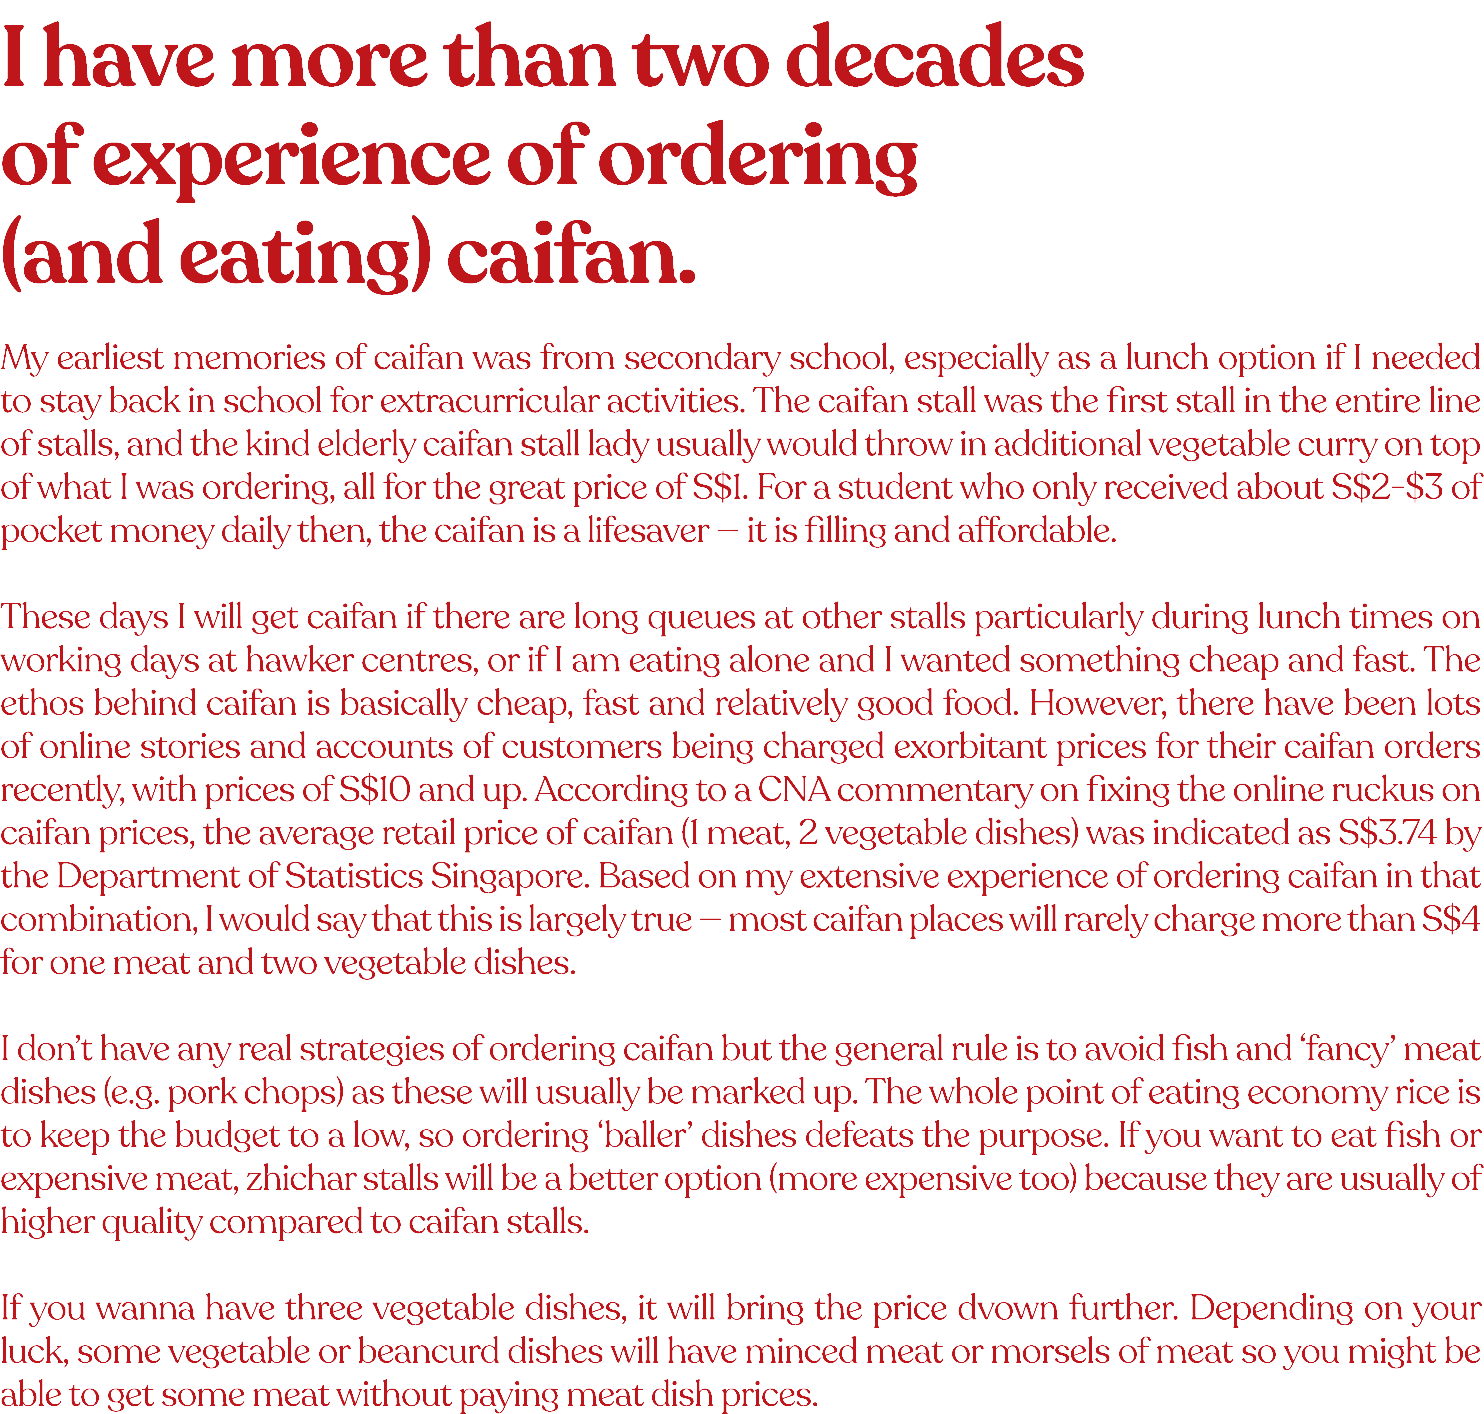 I have more than two decades
of experience of ordering
(and eating) caifan.
My earliest memories of caifan was from secondary school, especially as a lunch option if I needed
to stay back in school for extracurricular activities. The caifan stall was the first stall in the entire line
of stalls, and the kind elderly caifan stall lady usually would throw in additional vegetable curry on top
of what I was ordering, all for the great price of S$1. For a student who only received about S$2-$3 of
pocket money daily then, the caifan is a lifesaver — it is filling and affordable.
These days I will get caifan if there are long queues at other stalls particularly during lunch times on
working days at hawker centres, or if I am eating alone and I wanted something cheap and fast. The
ethos behind caifan is basically cheap, fast and relatively good food. However, there have been lots
of online stories and accounts of customers being charged exorbitant prices for their caifan orders
recently, with prices of S$10 and up. According to a CNA commentary on fixing the online ruckus on
caifan prices, the average retail price of caifan (1 meat, 2 vegetable dishes) was indicated as S$3.74 by
the Department of Statistics Singapore. Based on my extensive experience of ordering caifan in that
combination, I would say that this is largely true — most caifan places will rarely charge more than S$4
for one meat and two vegetable dishes.
I don’t have any real strategies of ordering caifan but the general rule is to avoid fish and ‘fancy’ meat
dishes (e.g. pork chops) as these will usually be marked up. The whole point of eating economy rice is
to keep the budget to a low, so ordering ‘baller’ dishes defeats the purpose. If you want to eat fish or
expensive meat, zhichar stalls will be a better option (more expensive too) because they are usually of
higher quality compared to caifan stalls.
If you wanna have three vegetable dishes, it will bring the price dvown further. Depending on your
luck, some vegetable or beancurd dishes will have minced meat or morsels of meat so you might be
able to get some meat without paying meat dish prices.